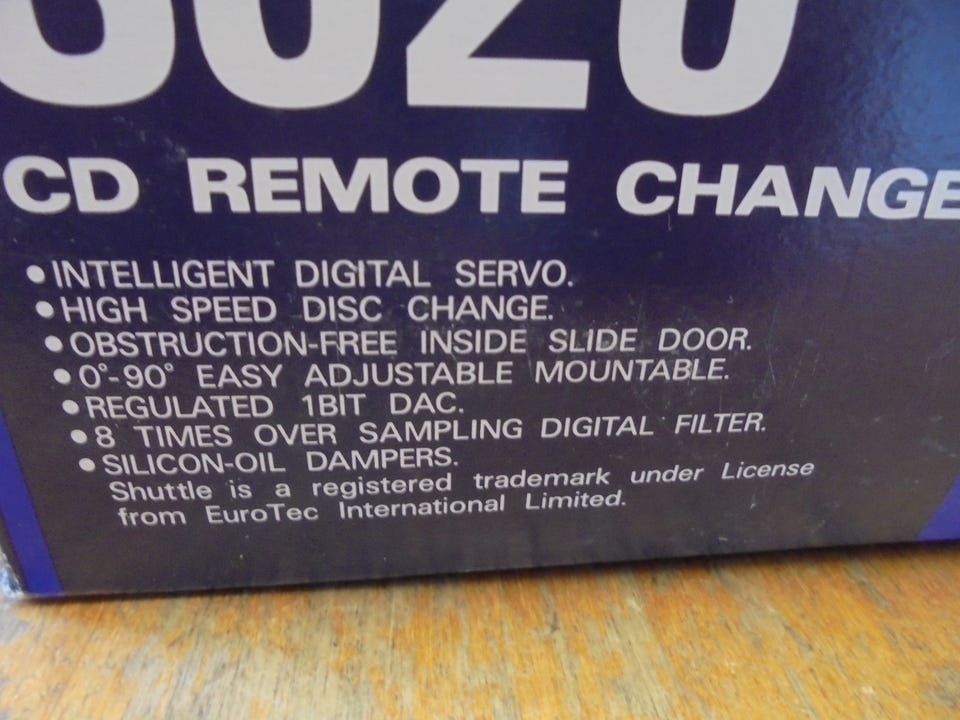 CD REMOTE CHANGE
• INTELLIGENT DIGITAL SERVO.
• HIGH SPEED DISC CHANGE.
• OBSTRUCTION-FREE INSIDE SLIDE DOOR.
• 0°-90° EASY ADJUSTABLE MOUNTABLE.
• REGULATED 1BIT DAC.
• 8 TIMES OVER SAMPLING DIGITAL FILTER.
• SILICON-OIL DAMPERS.
Shuttle is a registered trademark under License
from EuroTec International Limited.